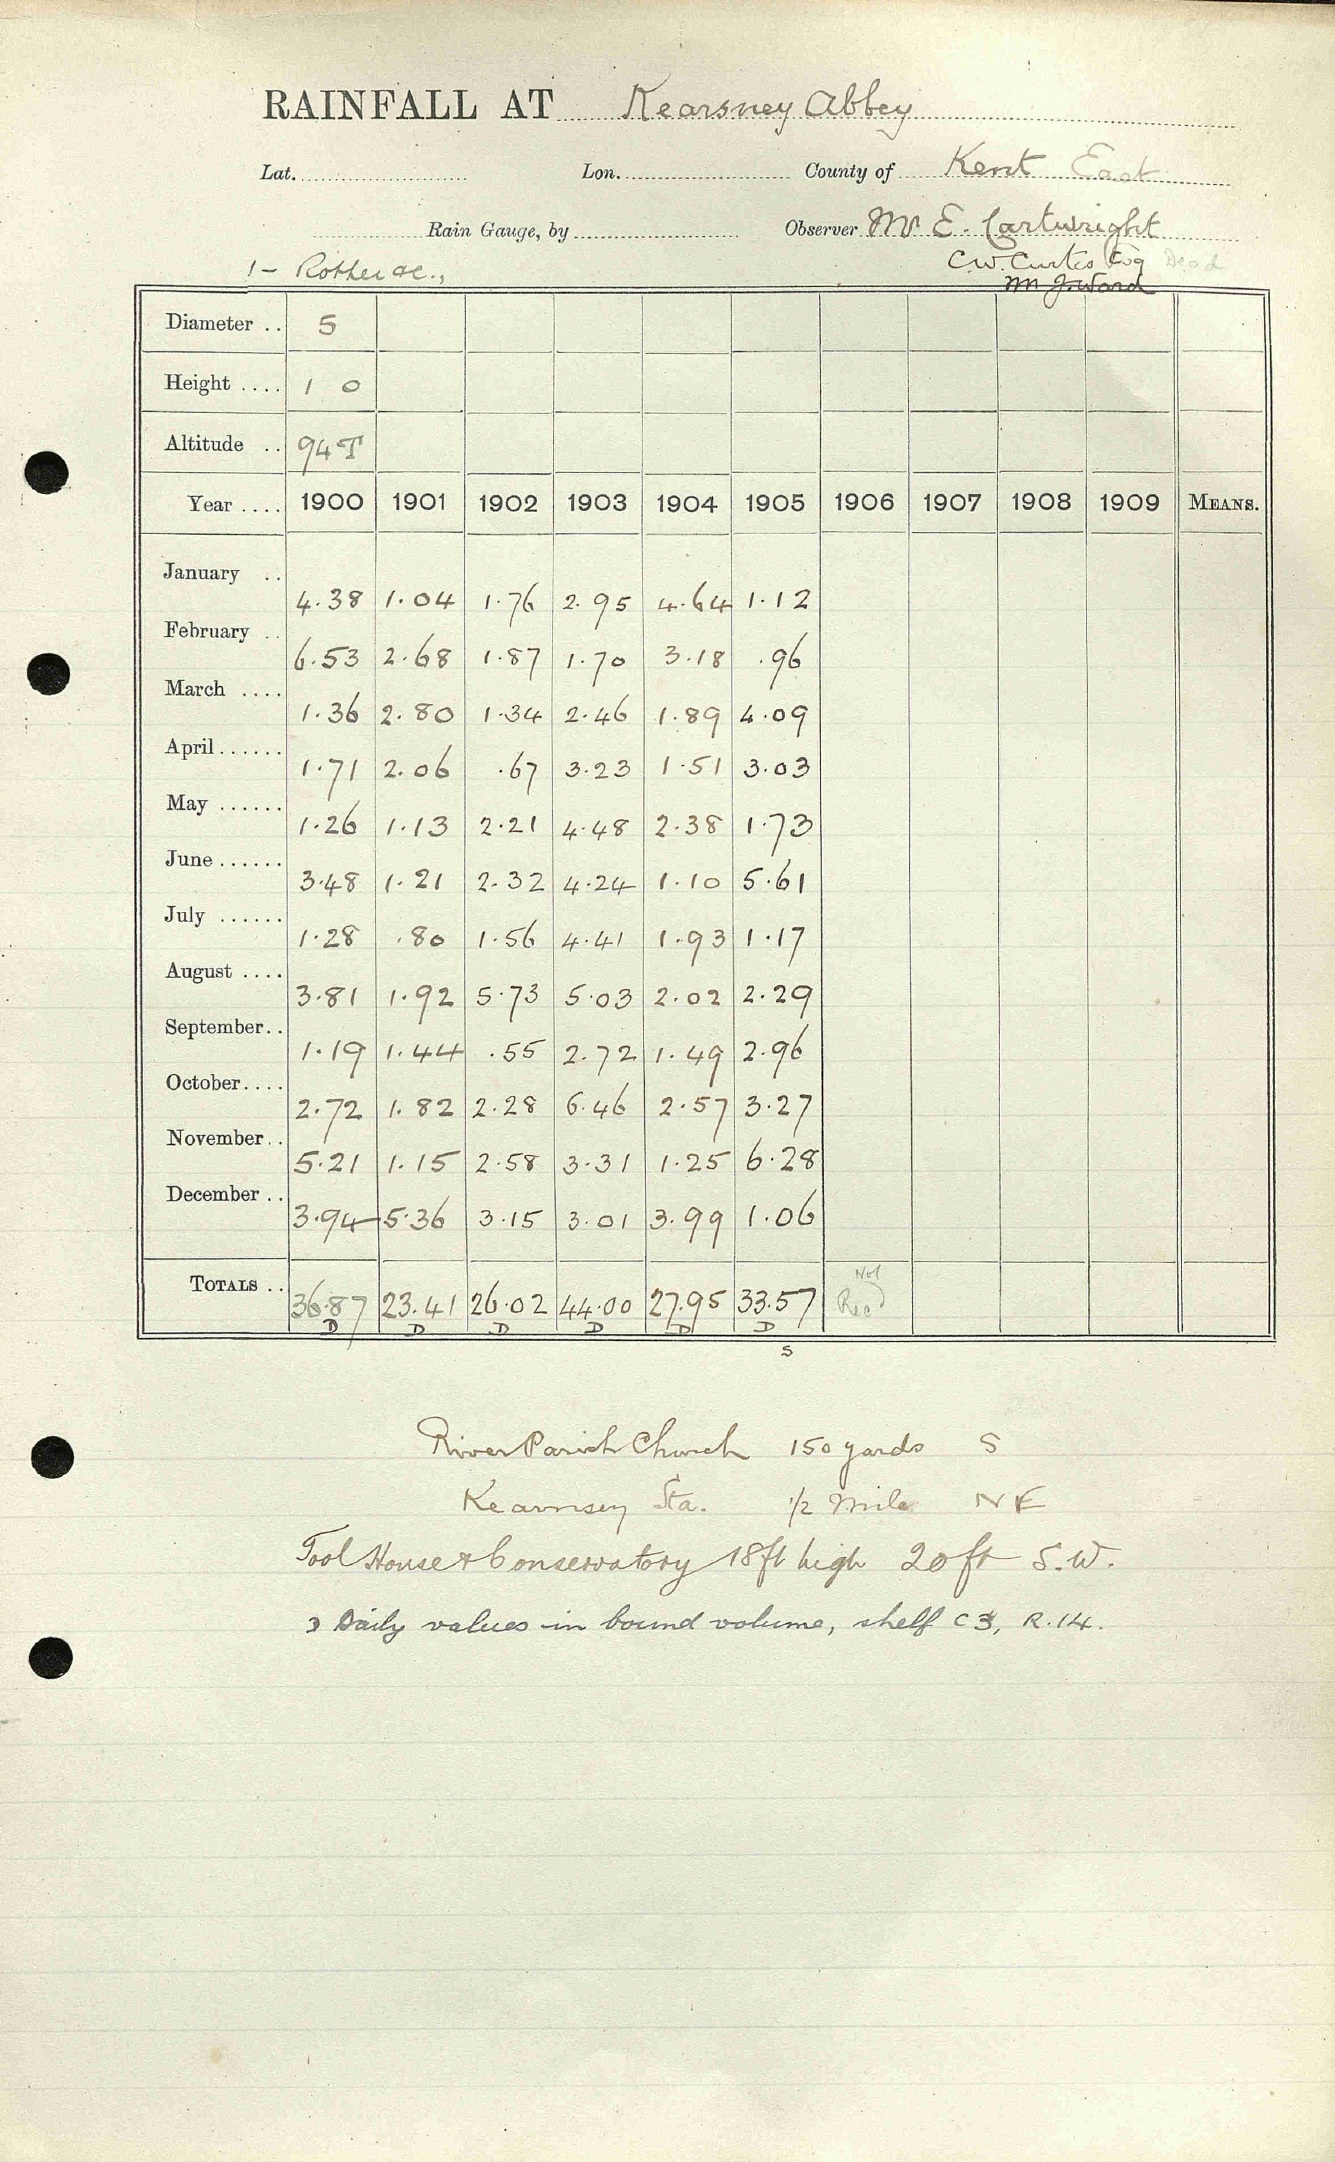 RAINFALL AT Kearsney Abbey
Lat. Lon. County of Kent East
Rain Gauge, by Observer Mr E. Cartwright
C.W. Curtis Esq Dead
1 -
Mr J. Ward
Diameter .. 5
Height .... 1 0
Altitude .. 94 T
Year .... 1900 1901 1902 1903 1904 1905 1906 1907 1908 1909 MEANS.
January .. 4.38 1.04 1.76 2.95 4.64 1.12
February .. 6.53 2.68 1.87 1.70 3.18 .96
March .... 1.36 2.80 1.34 2.46 1.89 4.09
April ...... 1.71 2.06 .67 3.23 1.51 3.03
May ...... 1.26 1.13 2.21 4.48 2.38 1.73
June ...... 3.48 1.21 2.32 4.24 1.10 5.61
July ...... 1.28 .80 1.56 4.41 1.93 1.17
August .... 3.81 1.92 5.73 5.03 2.02 2.29
September.. 1.19 1.44 .55 2.72 1.49 2.96
October.... 2.72 1.82 2.28 6.46 2.57 3.27
November.. 5.21 1.15 2.58 3.31 1.25 6.28
December .. 3.94 5.36 3.15 3.01 3.99 1.06
TOTALS .. 36.87 23.41 26.02 44.00 27.95 33.57 Not Recd
D D D D D D
S
River Parish Church 150 yards S
Kearnsey Sta. 1/2 Mile NE
Tool House & Conservatory 18ft high 20ft S.W.
Daily values in bound volume, shelf C3, R.14.